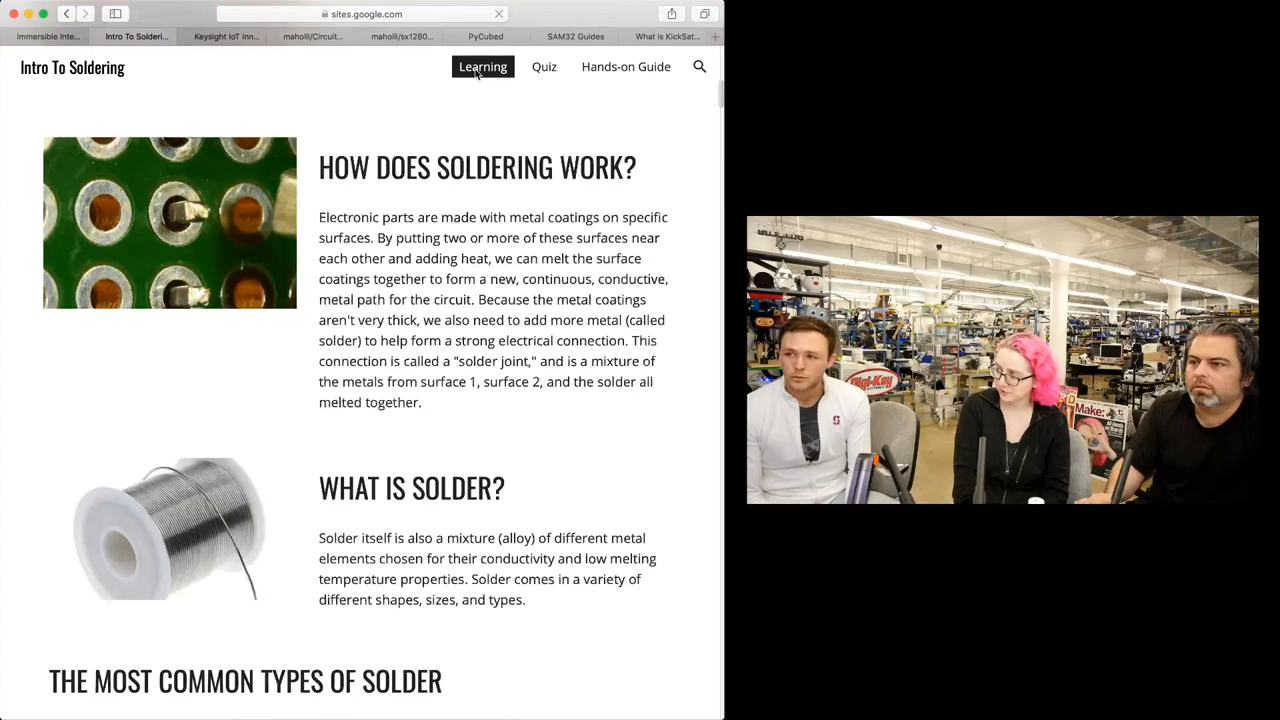 sites.google.com
Immersible Inte...
Intro To Solderi...
Keysight IoT Inn...
maholli/Circuit...
maholli/sx1280...
PyCubed
SAM32 Guides
What is KickSat...
Intro To Soldering
Learning
Quiz
Hands-on Guide
HOW DOES SOLDERING WORK?
Electronic parts are made with metal coatings on specific
surfaces. By putting two or more of these surfaces near
each other and adding heat, we can melt the surface
coatings together to form a new, continuous, conductive,
metal path for the circuit. Because the metal coatings
aren't very thick, we also need to add more metal (called
solder) to help form a strong electrical connection. This
connection is called a "solder joint," and is a mixture of
the metals from surface 1, surface 2, and the solder all
melted together.
WHAT IS SOLDER?
Solder itself is also a mixture (alloy) of different metal
elements chosen for their conductivity and low melting
temperature properties. Solder comes in a variety of
different shapes, sizes, and types.
THE MOST COMMON TYPES OF SOLDER
Digi-Key
Make: